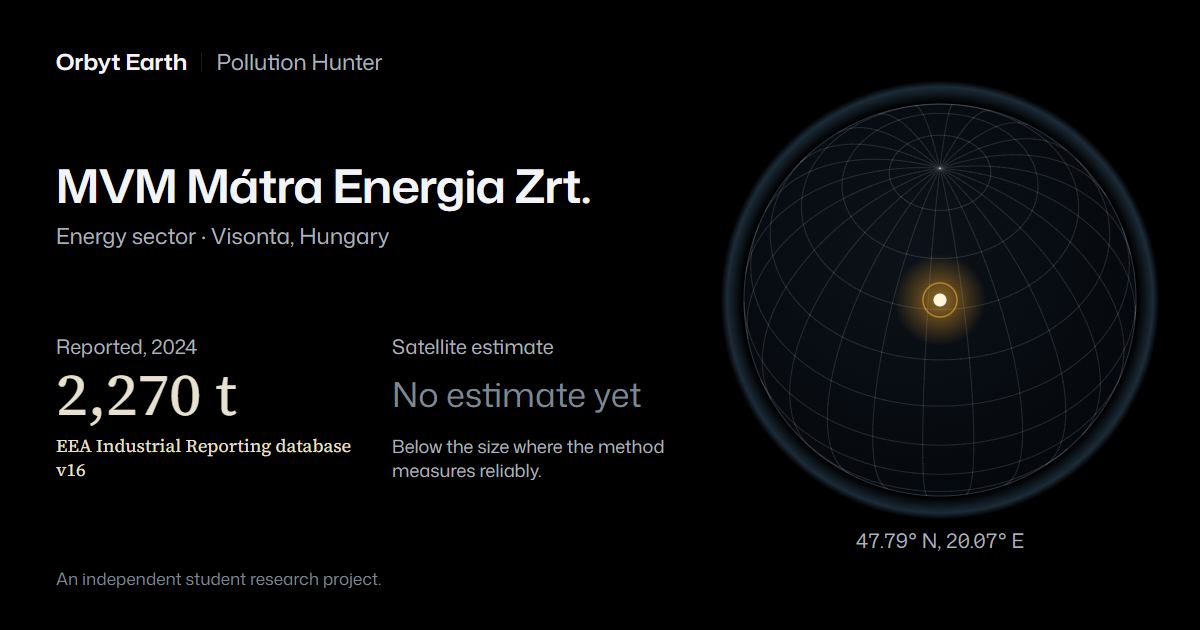 Orbyt Earth | Pollution Hunter
MVM Mátra Energia Zrt.
Energy sector · Visonta, Hungary
Reported, 2024
2,270 t
EEA Industrial Reporting database
v16
Satellite estimate
No estimate yet
Below the size where the method
measures reliably.
47.79° N, 20.07° E
An independent student research project.